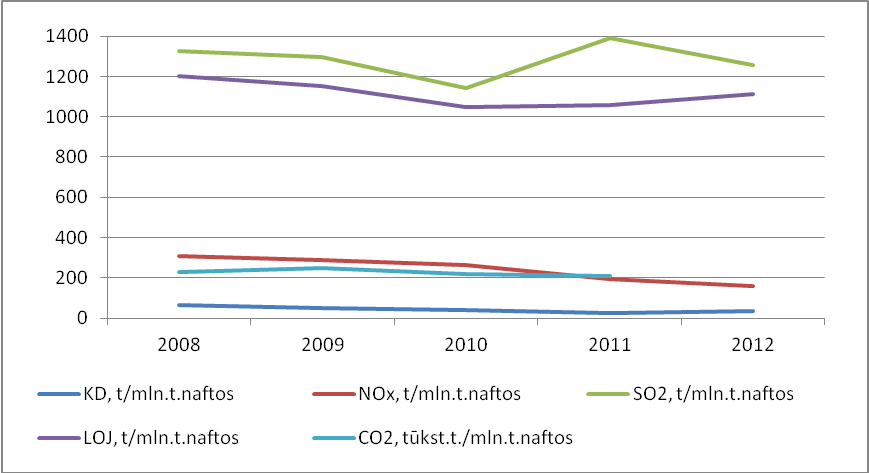 1400
1200
1000
800
600
400
200
0
2008 2009 2010 2011 2012
KD, t/mln.t.naftos NOx, t/mln.t.naftos SO2, t/mln.t.naftos
LOJ, t/mln.t.naftos CO2, tūkst.t./mln.t.naftos